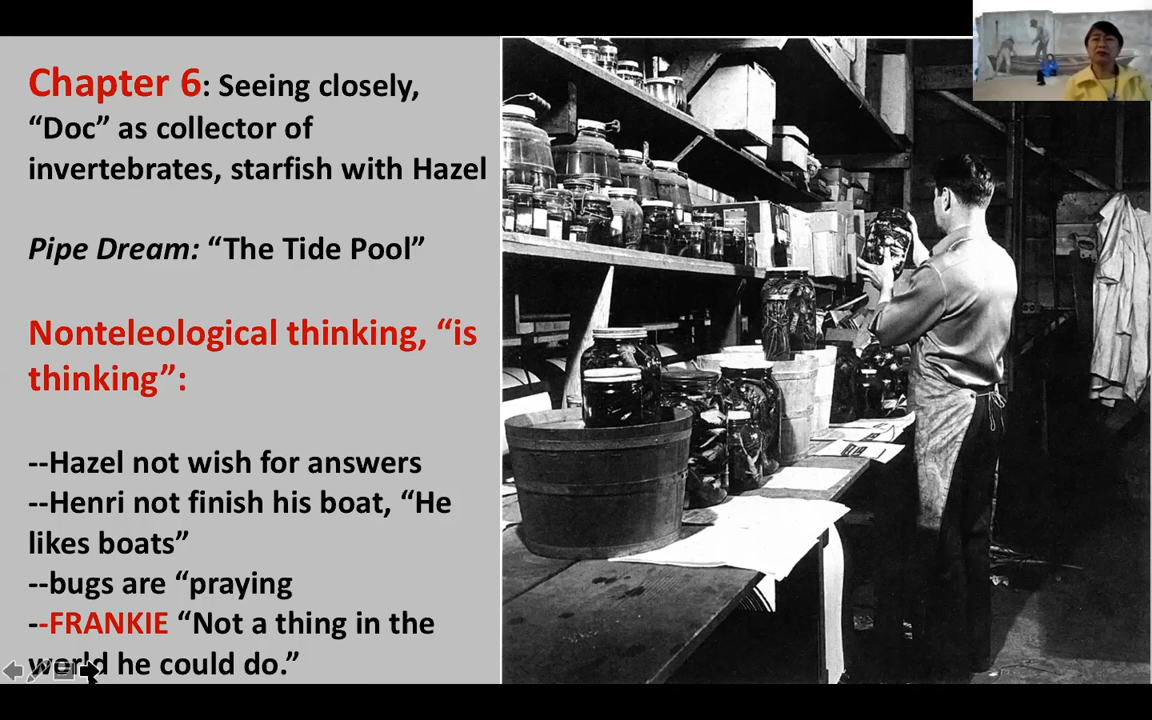 Chapter 6: Seeing closely,
“Doc” as collector of
invertebrates, starfish with Hazel
Pipe Dream: “The Tide Pool”
Nonteleological thinking, “is
thinking”:
--Hazel not wish for answers
--Henri not finish his boat, “He
likes boats”
--bugs are “praying
--FRANKIE “Not a thing in the
world he could do.”